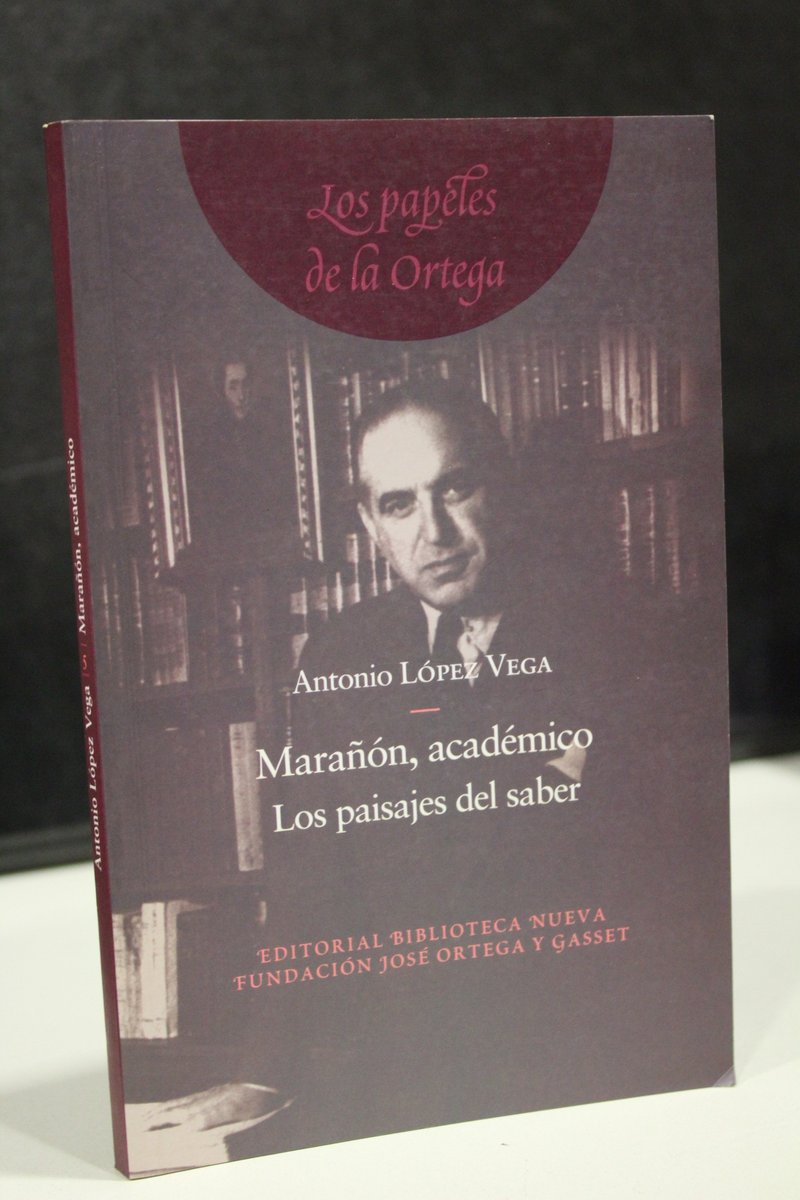 Los papeles
de la Ortega
Antonio López Vega
Marañón, académico
Los paisajes del saber
Editorial Biblioteca Nueva
Fundación José Ortega y Gasset
Antonio López Vega | S | Marañón, académico